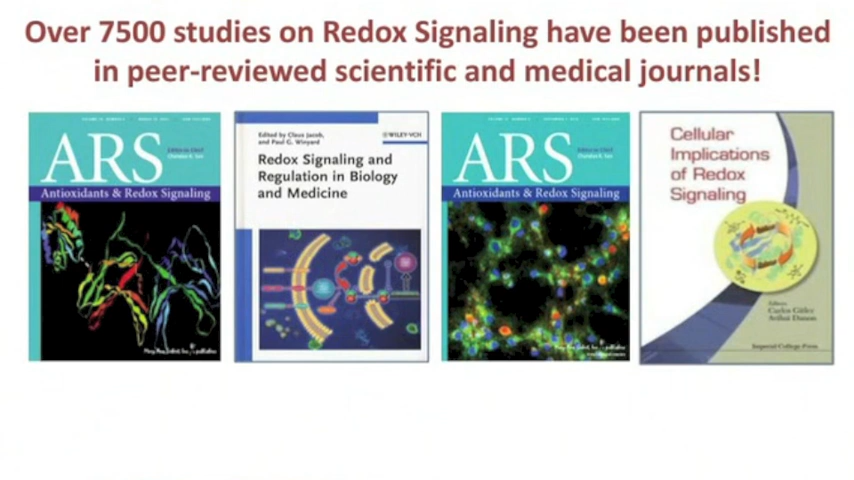 Over 7500 studies on Redox Signaling have been published
in peer-reviewed scientific and medical journals!
ARS
Antioxidants & Redox Signaling
Edited by Claus Jacob,
and Paul G. Winyard
WILEY-VCH
Redox Signaling and
Regulation in Biology
and Medicine
ARS
Antioxidants & Redox Signaling
Cellular
Implications
of Redox
Signaling
Imperial College Press